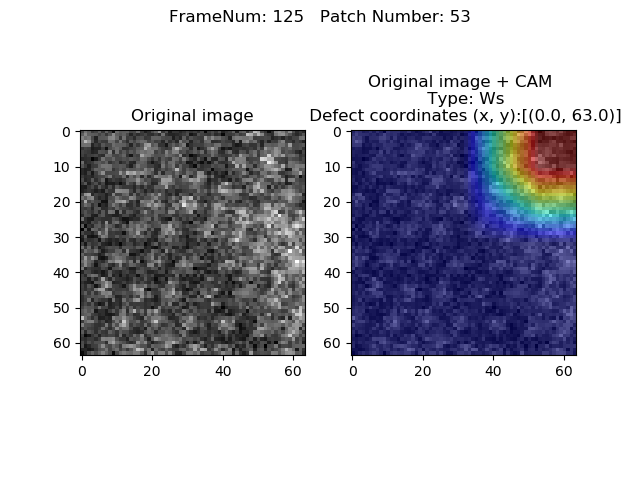 FrameNum: 125   Patch Number: 53
Original image
Original image + CAM
Type: Ws
Defect coordinates (x, y):[(0.0, 63.0)]
0
10
20
30
40
50
60
0 20 40 60
0
10
20
30
40
50
60
0 20 40 60